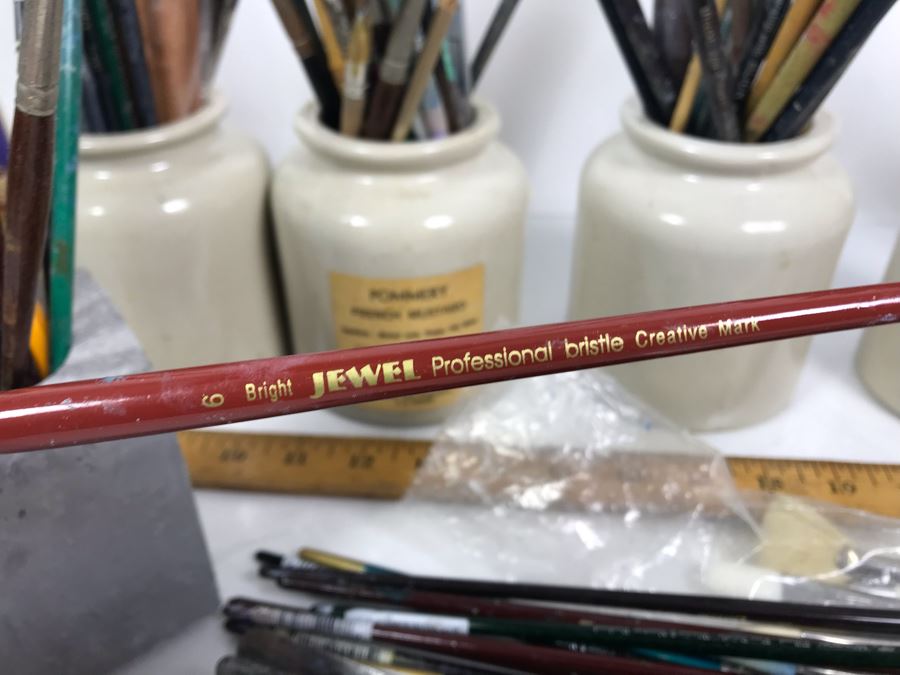 6 Bright JEWEL Professional bristle Creative Mark
POMMERY
FRENCH MUSTARD